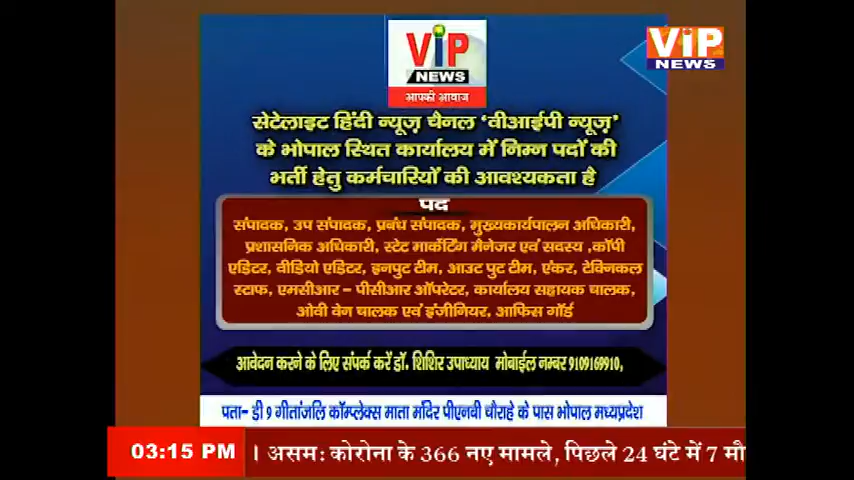 VIP
NEWS
आपकी आवाज
VIP
NEWS
सेटेलाइट हिंदी न्यूज़ चैनल ‘वीआईपी न्यूज़’
के भोपाल स्थित कार्यालय में निम्न पदों की
भर्ती हेतु कर्मचारियों की आवश्यकता है
पद
संपादक, उप संपादक, प्रबंध संपादक, मुख्यकार्यपालन अधिकारी,
प्रशासनिक अधिकारी, स्टेट मार्केटिंग मैनेजर एवं सदस्य ,कॉपी
एडिटर, वीडियो एडिटर, इनपुट टीम, आउट पुट टीम, एंकर, टेक्निकल
स्टाफ, एमसीआर – पीसीआर ऑपरेटर, कार्यालय सहायक चालक,
ओवी वेन चालक एवं इंजीनियर, आफिस गॉर्ड
आवेदन करने के लिए संपर्क करें डॉ. शिशिर उपाध्याय मोबाईल नम्बर 9109169910,
पता- डी 9 गीतांजलि कॉम्प्लेक्स माता मंदिर पीएनबी चौराहे के पास भोपाल मध्यप्रदेश
03:15 PM । असम: कोरोना के 366 नए मामले, पिछले 24 घंटे में 7 मौ